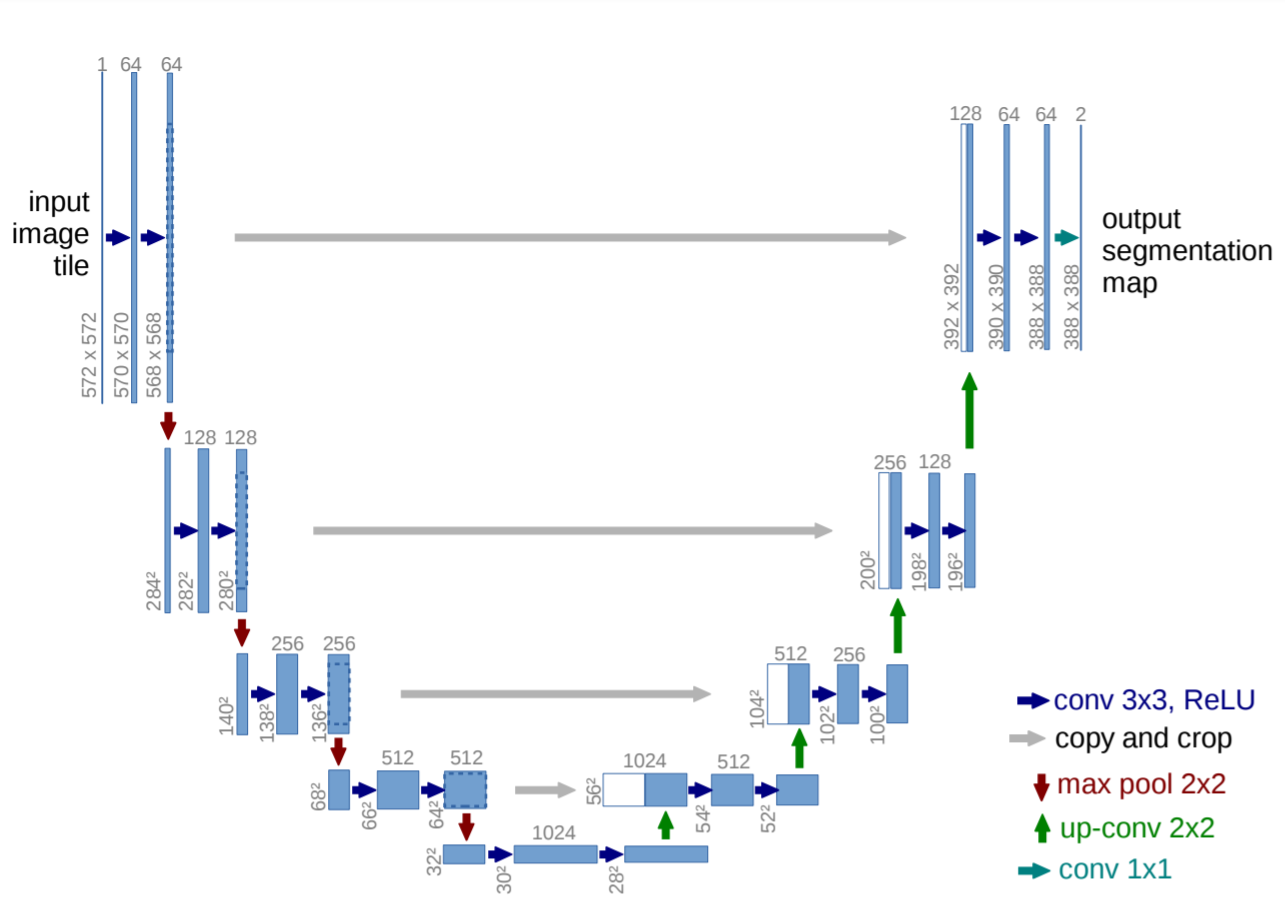 1 64 64
input
image
tile
572 x 572
570 x 570
568 x 568
128 64 64 2
392 x 392
390 x 390
388 x 388
388 x 388
output
segmentation
map
128 128
284²
282²
280²
256 128
200²
198²
196²
256 256
140²
138²
136²
512 256
104²
102²
100²
512 512
68²
66²
64²
1024 512
56²
54²
52²
1024
32²
30²
28²
conv 3x3, ReLU
copy and crop
max pool 2x2
up-conv 2x2
conv 1x1